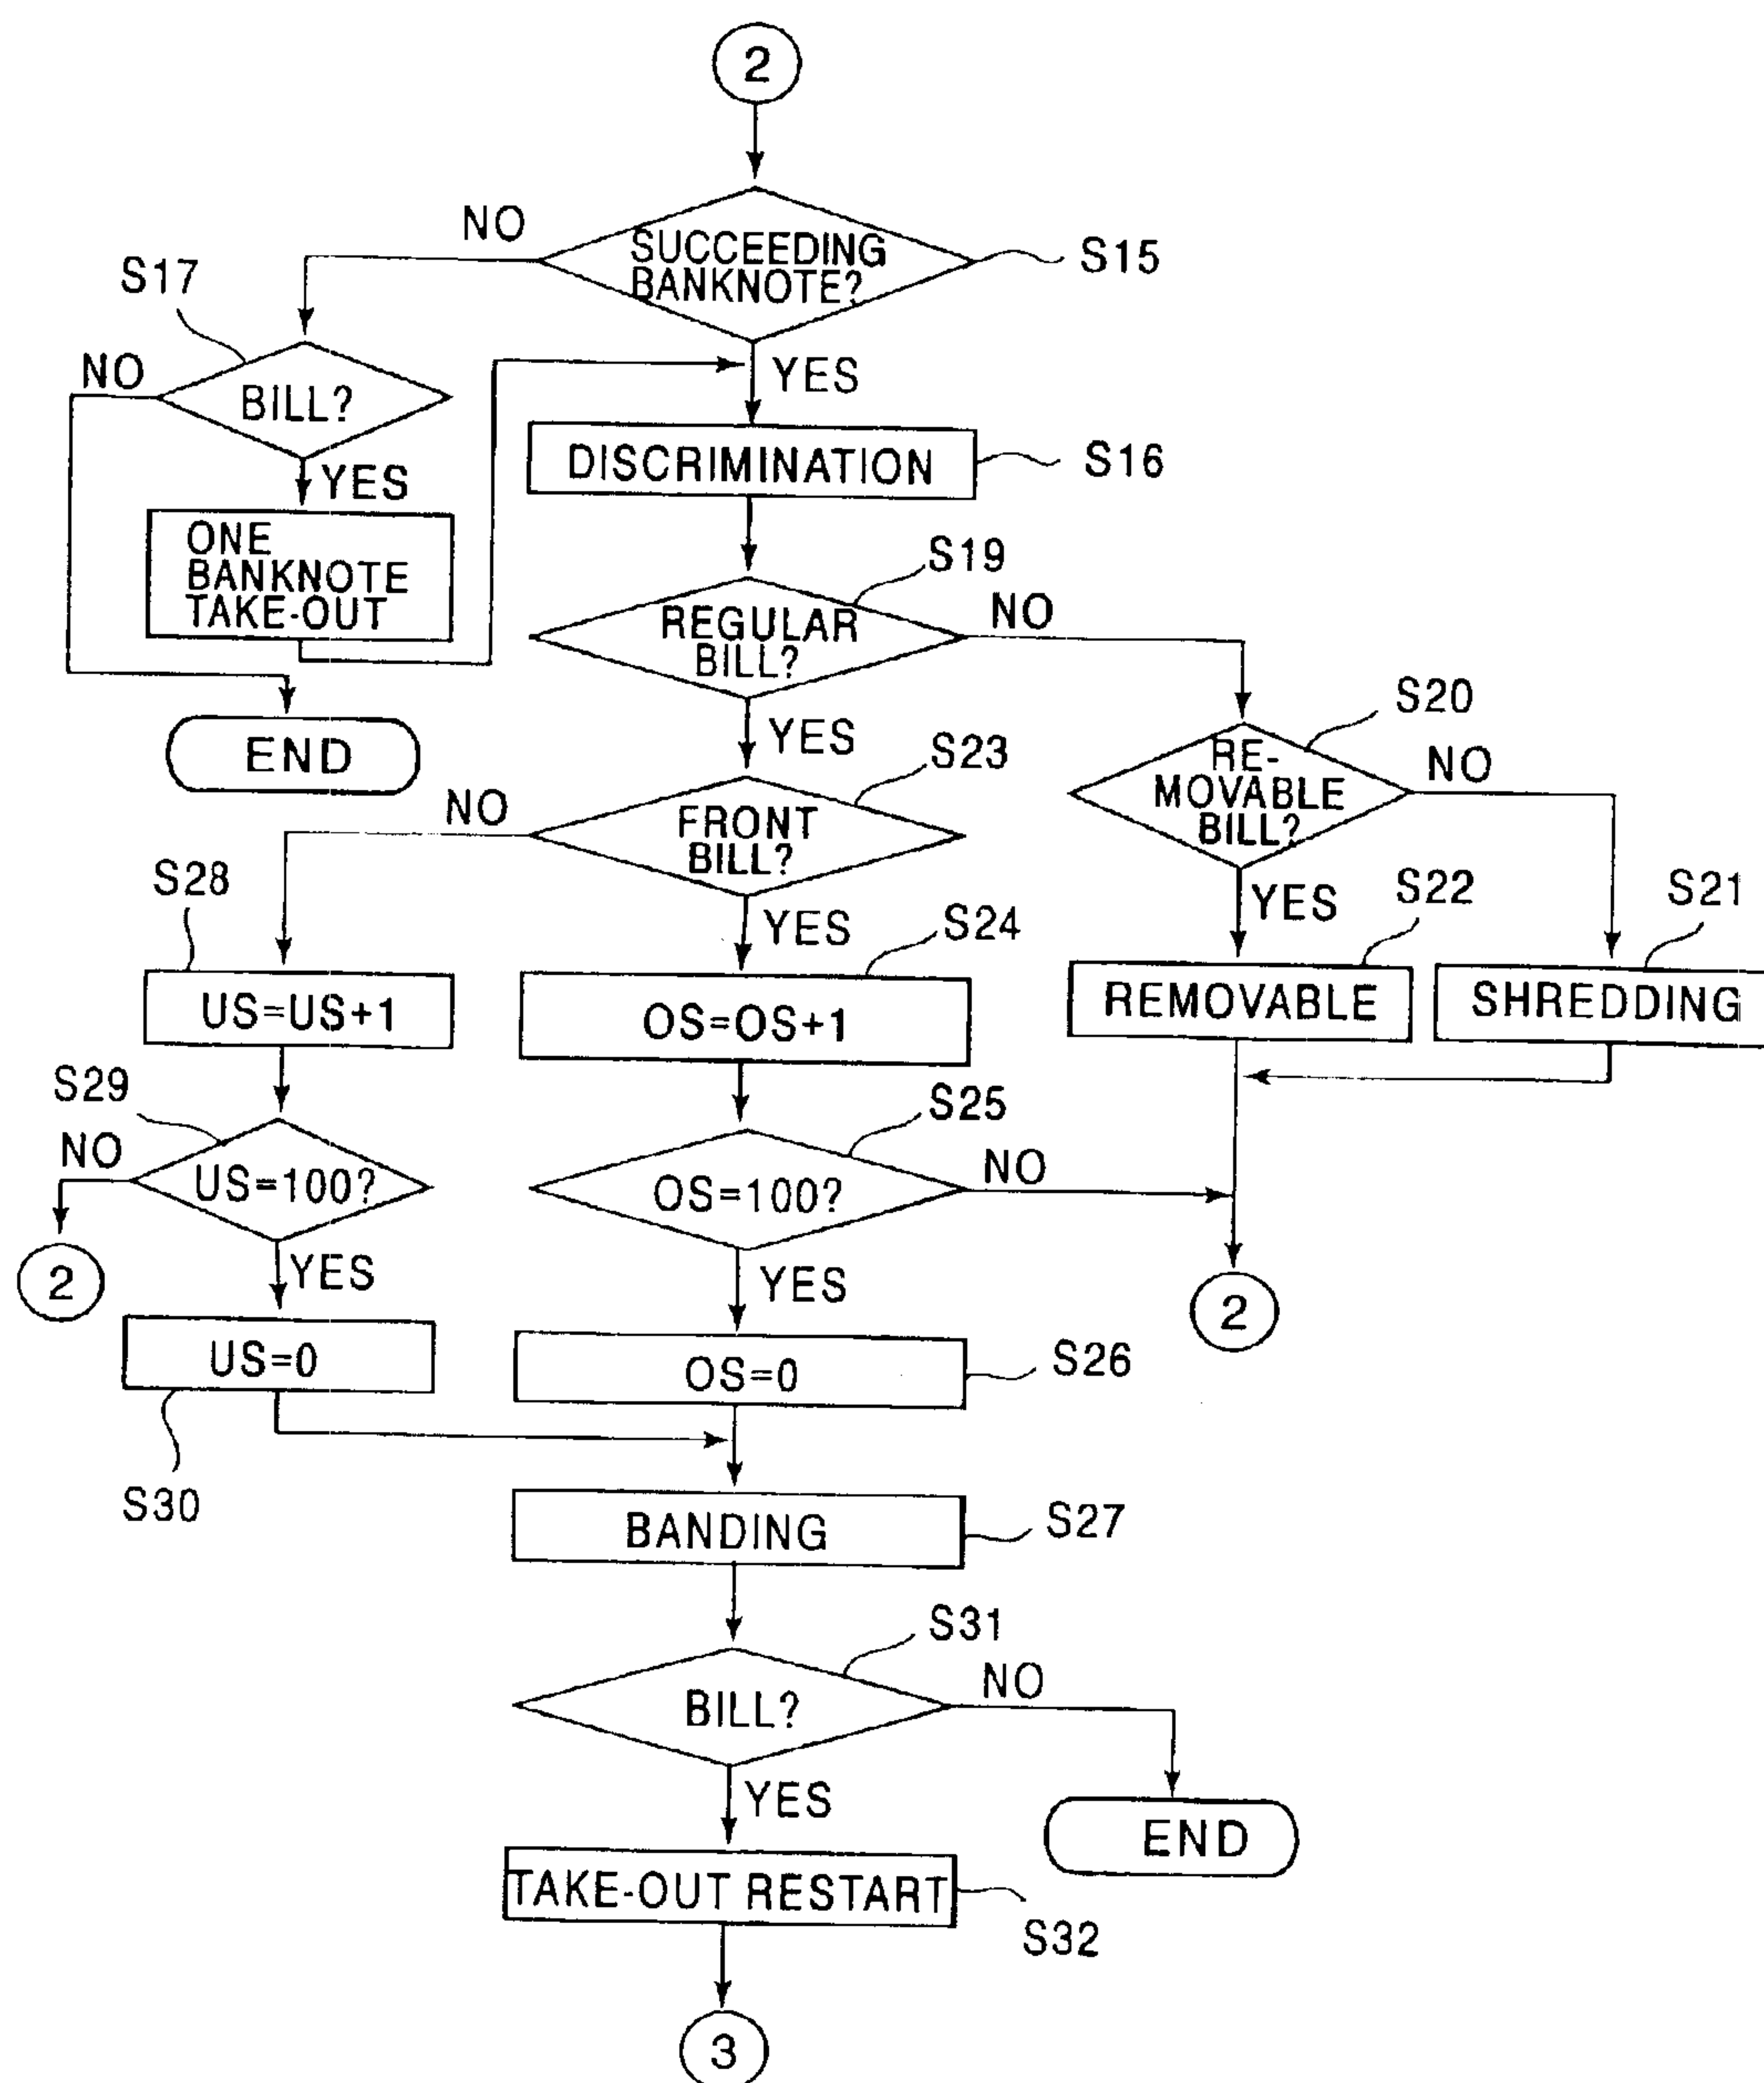 2
SUCCEEDING
BANKNOTE?
NO
S15
S17
YES
BILL?
NO
YES
DISCRIMINATION
S16
ONE
BANKNOTE
TAKE-OUT
S19
REGULAR
BILL?
NO
END
YES
S20
RE-
MOVABLE
BILL?
NO
S23
FRONT
BILL?
NO
YES
S22
S21
S28
YES
S24
US=US+1
OS=OS+1
REMOVABLE
SHREDDING
S29
S25
NO
US=100?
OS=100?
NO
2
YES
YES
2
US=0
OS=0
S26
S30
BANDING
S27
S31
BILL?
NO
YES
END
TAKE-OUT RESTART
S32
3